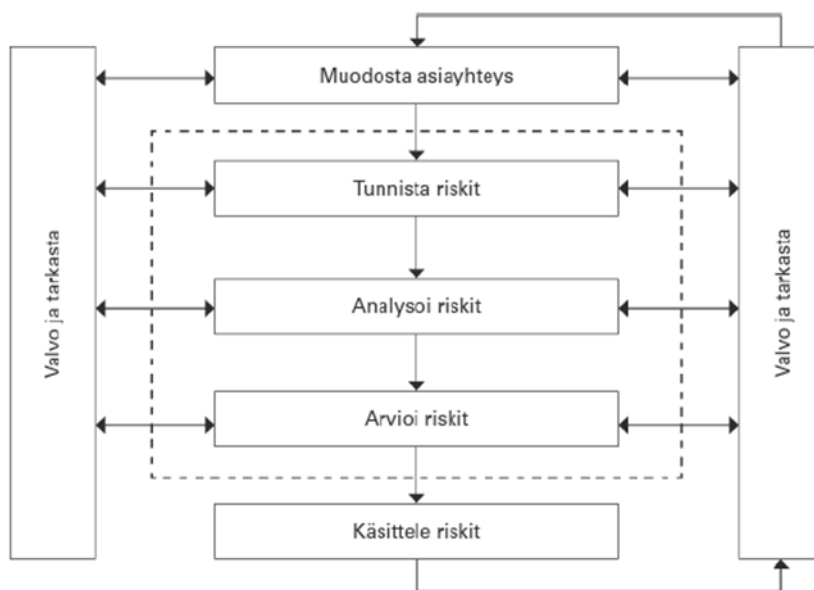 Muodosta asiayhteys
Valvo ja tarkasta
Tunnista riskit
Analysoi riskit
Arvioi riskit
Käsittele riskit
Valvo ja tarkasta